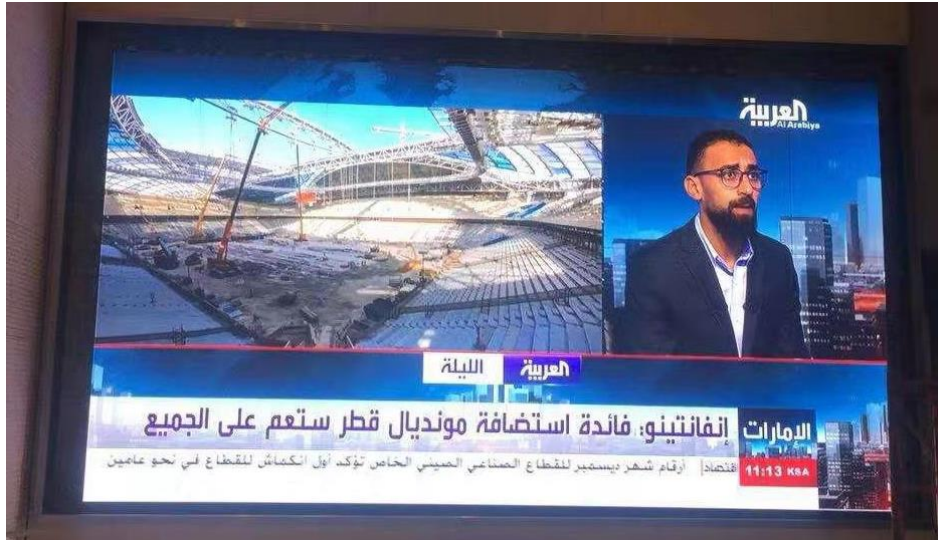 العربية
Al Arabiya
العربية الليلة
الإمارات
إنفانتينو: فائدة استضافة مونديال قطر ستعم على الجميع
11:13 KSA
اقتصاد| أرقام شهر ديسمبر للقطاع الصناعي الصيني الخاص تؤكد أول انكماش للقطاع في نحو عامين